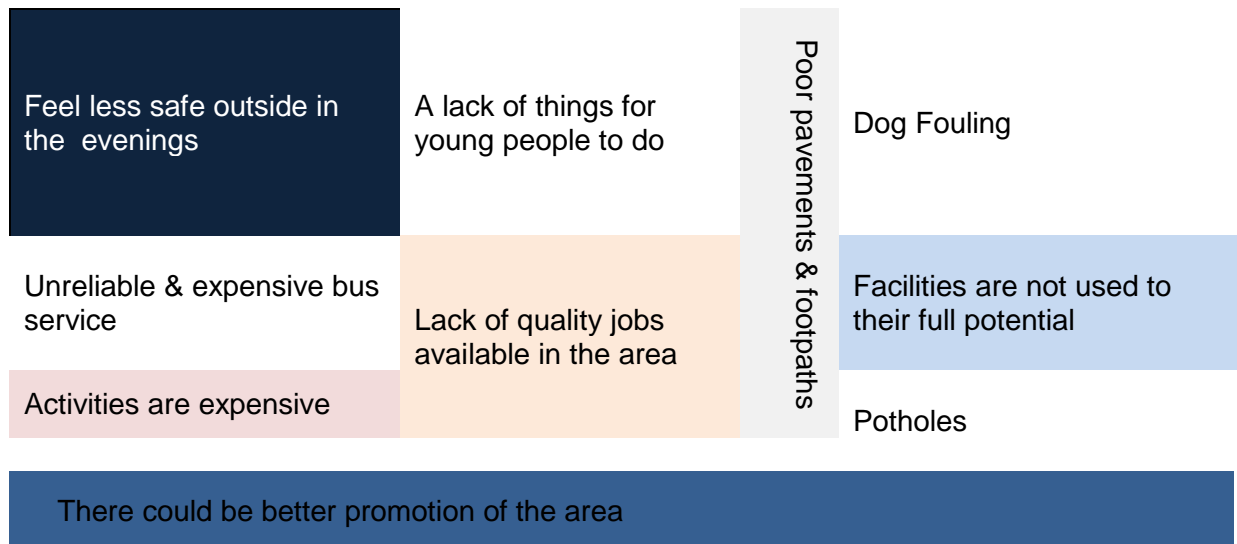 Feel less safe outside in
the  evenings
A lack of things for
young people to do
Poor pavements & footpaths
Dog Fouling
Unreliable & expensive bus
service
Lack of quality jobs
available in the area
Facilities are not used to
their full potential
Activities are expensive
Potholes
There could be better promotion of the area